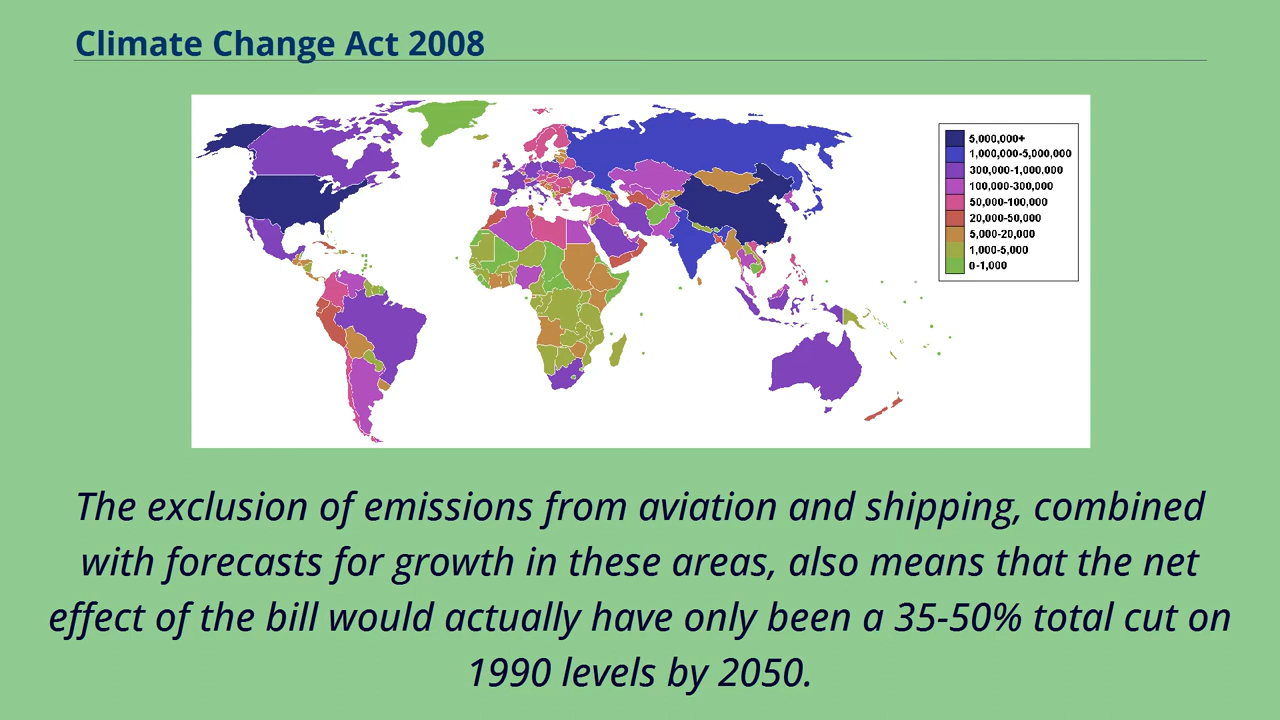 Climate Change Act 2008
5,000,000+
1,000,000-5,000,000
300,000-1,000,000
100,000-300,000
50,000-100,000
20,000-50,000
5,000-20,000
1,000-5,000
0-1,000
The exclusion of emissions from aviation and shipping, combined
with forecasts for growth in these areas, also means that the net
effect of the bill would actually have only been a 35-50% total cut on
1990 levels by 2050.